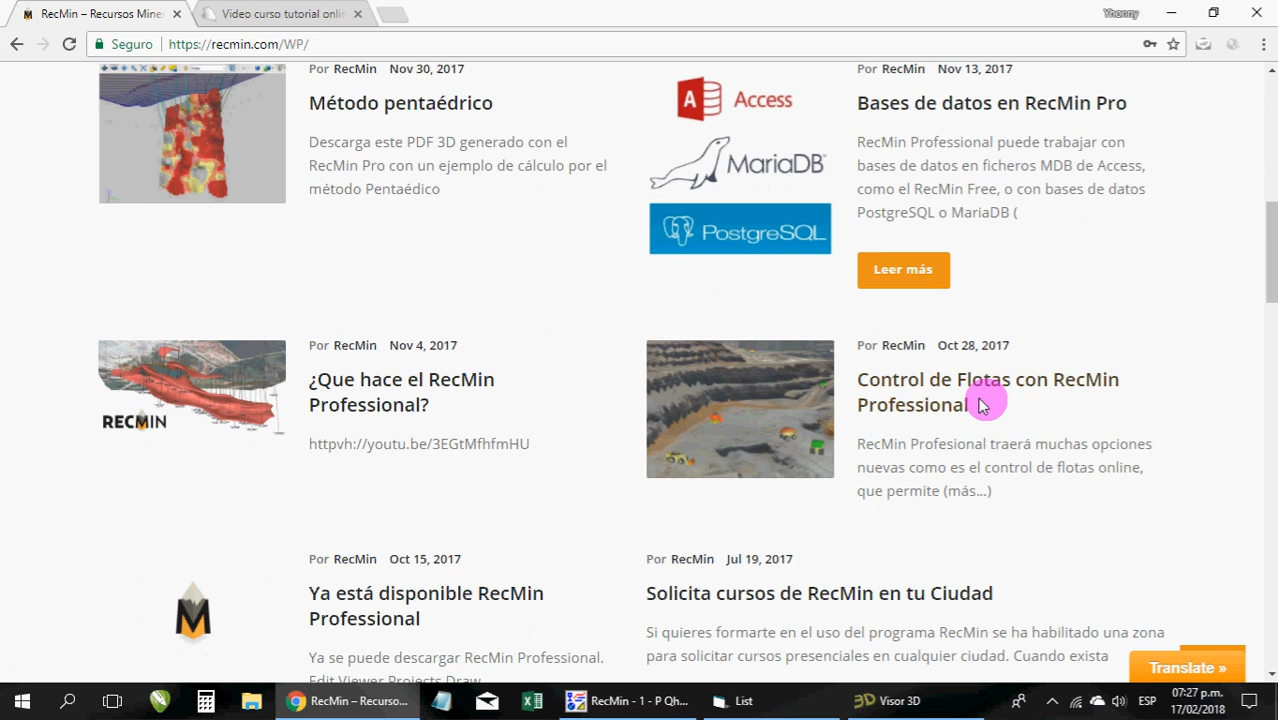 RecMin – Recursos Miner
Video curso tutorial onlin
Yhonny
Seguro
https://recmin.com/WP/
Por RecMin Nov 30, 2017
Método pentaédrico
Descarga este PDF 3D generado con el
RecMin Pro con un ejemplo de cálculo por el
método Pentaédico
Access
MariaDB
PostgreSQL
Por RecMin Nov 13, 2017
Bases de datos en RecMin Pro
RecMin Professional puede trabajar con
bases de datos en ficheros MDB de Access,
como el RecMin Free, o con bases de datos
PostgreSQL o MariaDB (
Leer más
RECMIN
Por RecMin Nov 4, 2017
¿Que hace el RecMin
Professional?
httpvh://youtu.be/3EGtMfhfmHU
Por RecMin Oct 28, 2017
Control de Flotas con RecMin
Professional
RecMin Profesional traerá muchas opciones
nuevas como es el control de flotas online,
que permite (más...)
Por RecMin Oct 15, 2017
Ya está disponible RecMin
Professional
Ya se puede descargar RecMin Professional.
Edit Viewer Projects Draw
Por RecMin Jul 19, 2017
Solicita cursos de RecMin en tu Ciudad
Si quieres formarte en el uso del programa RecMin se ha habilitado una zona
para solicitar cursos presenciales en cualquier ciudad. Cuando exista
Translate »
RecMin – Recurso...
RecMin - 1 - P Qh...
List
3D Visor 3D
ESP
07:27 p.m.
17/02/2018